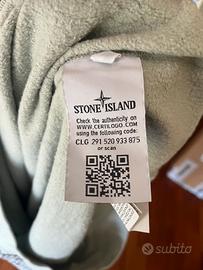 STONE ISLAND
Check the authenticity on
WWW.CERTILOGO.COM
using the following code:
CLG 291 520 933 875
or scan
subito